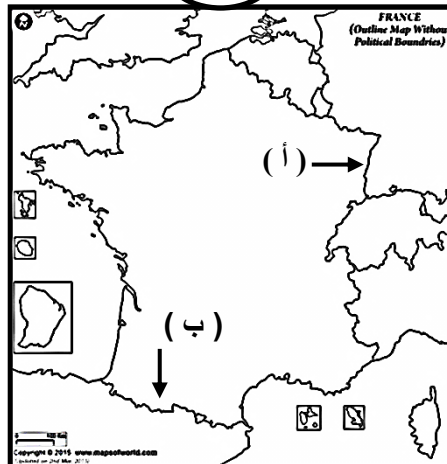 FRANCE
(Outline Map Without
Political Boundries)
( أ )
( ب )
Copyright © 2015 www.mapsofworld.com